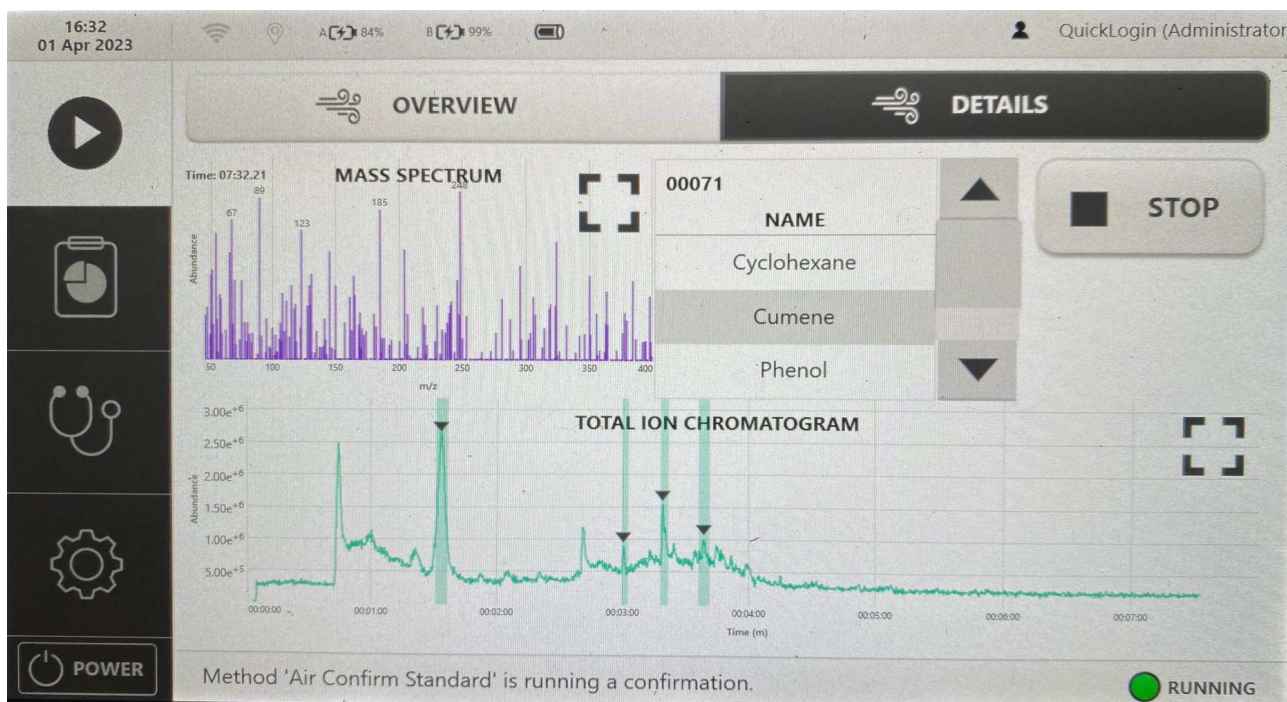 16:32
01 Apr 2023
A 84%
B 99%
QuickLogin (Administrator
OVERVIEW
DETAILS
Time: 07:32.21
MASS SPECTRUM
89
248
185
67
123
Abundance
50 100 150 200 250 300 350 400
m/z
00071
NAME
Cyclohexane
Cumene
Phenol
STOP
TOTAL ION CHROMATOGRAM
3.00e+6
2.50e+6
2.00e+6
1.50e+6
1.00e+6
5.00e+5
Abundance
00:00:00 00:01:00 00:02:00 00:03:00 00:04:00 00:05:00 00:06:00 00:07:00
Time (m)
POWER
Method 'Air Confirm Standard' is running a confirmation.
RUNNING